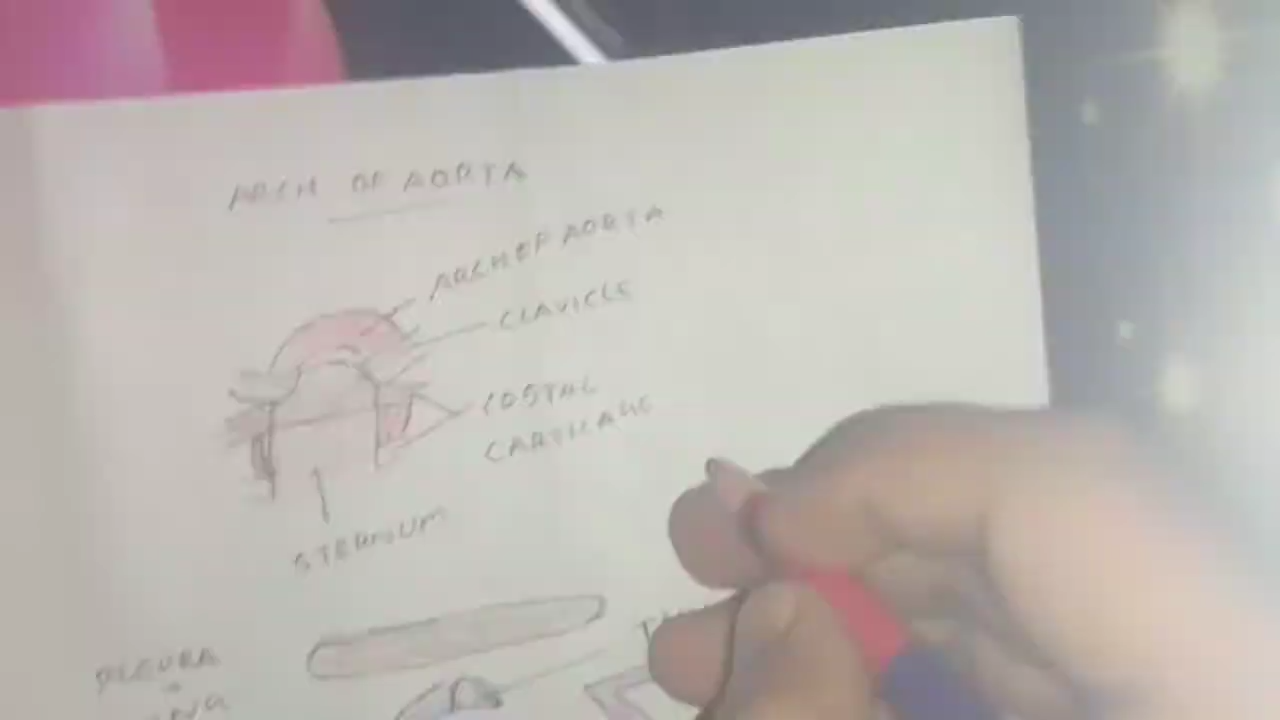 ARCH OF AORTA
ARCH OF AORTA
CLAVICLE
COSTAL
CARTILAGE
STERNUM
PLEURA